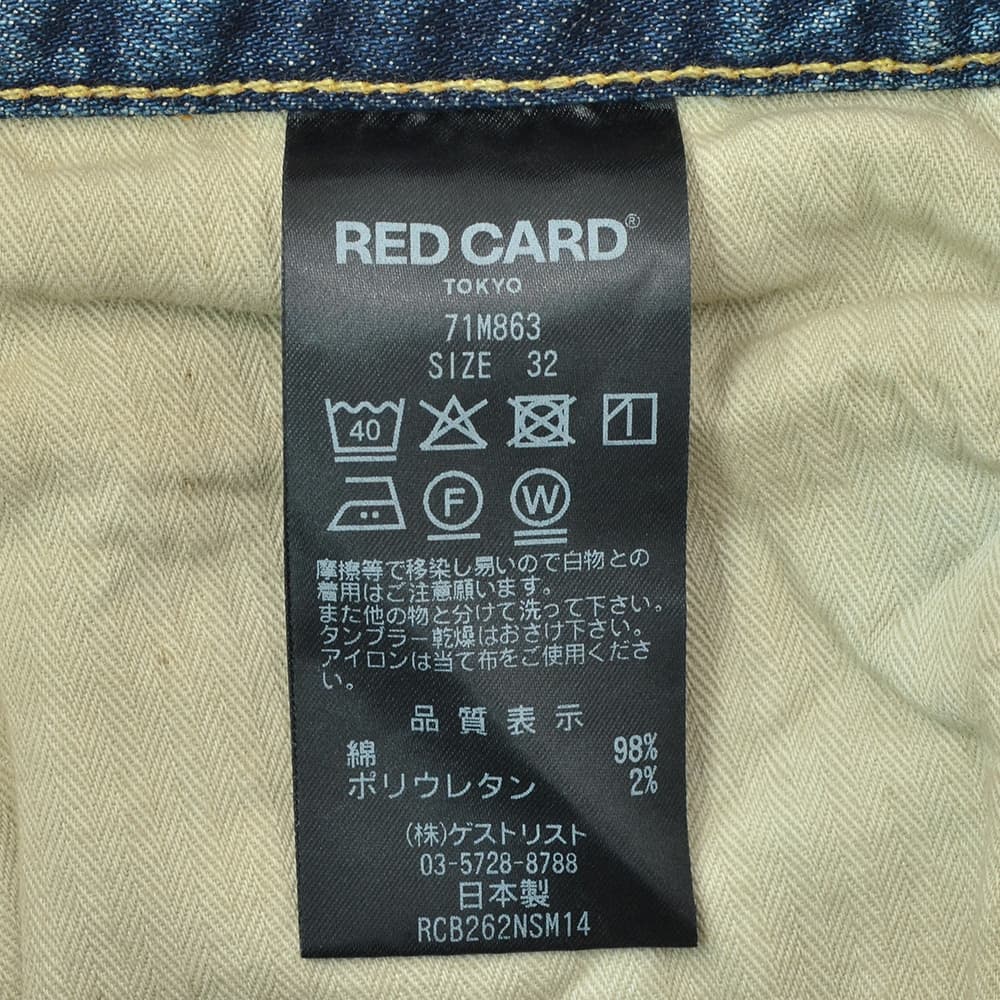 RED CARD®
TOKYO
71M863
SIZE 32
40
F W
摩擦等で移染し易いので白物との
着用はご注意願います。
また他の物と分けて洗って下さい。
タンブラー乾燥はおさけ下さい。
アイロンは当て布をご使用くださ
い。
品質表示
綿 98%
ポリウレタン 2%
(株)ゲストリスト
03-5728-8788
日本製
RCB262NSM14